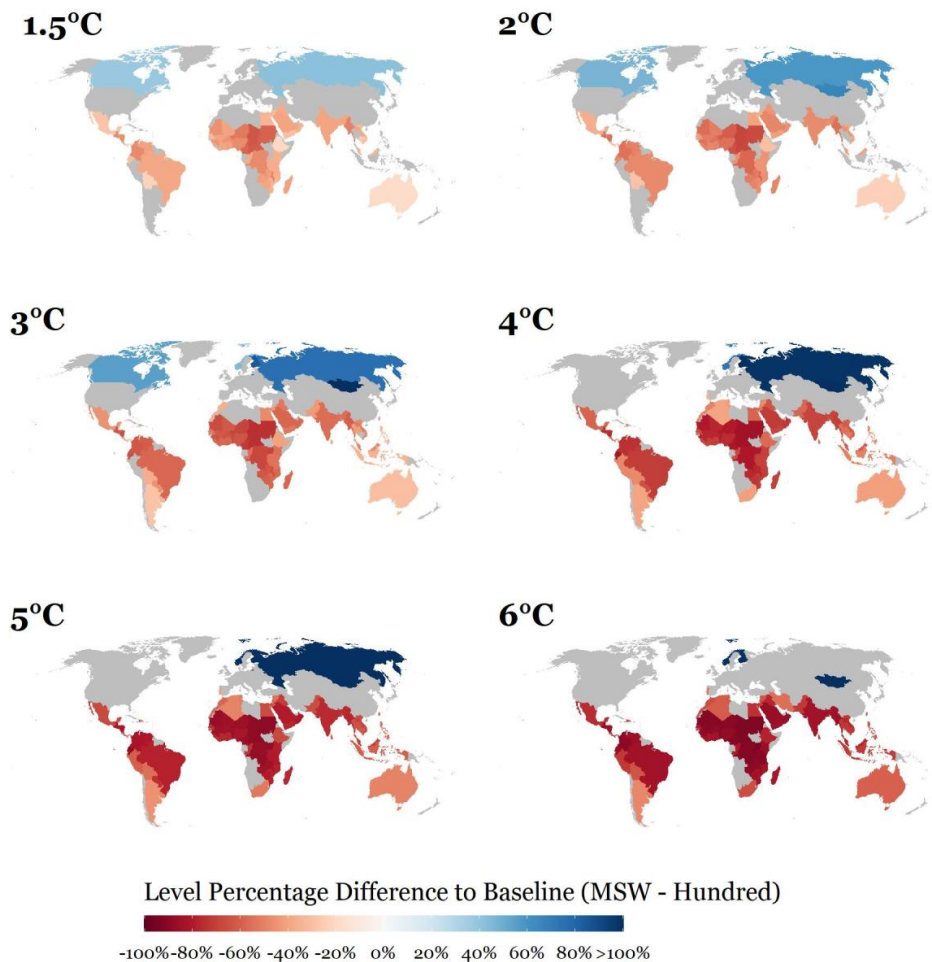 1.5°C
2°C
3°C
4°C
5°C
6°C
Level Percentage Difference to Baseline (MSW - Hundred)
-100%-80% -60% -40% -20% 0% 20% 40% 60% 80% >100%